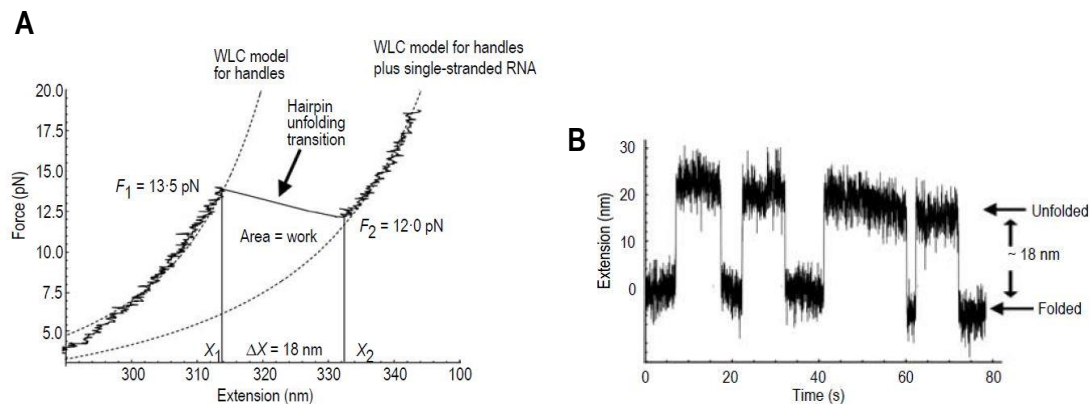 A
WLC model
for handles
WLC model for handles
plus single-stranded RNA
Hairpin
unfolding
transition
F1 = 13·5 pN
F2 = 12·0 pN
Area = work
X1
ΔX = 18 nm
X2
Force (pN)
20.0
17.5
15.0
12.5
10.0
7.5
5.0
300
320
330
340
100
Extension (nm)
B
Extension (nm)
30
20
10
0
Unfolded
~ 18 nm
Folded
0
20
40
60
80
Time (s)